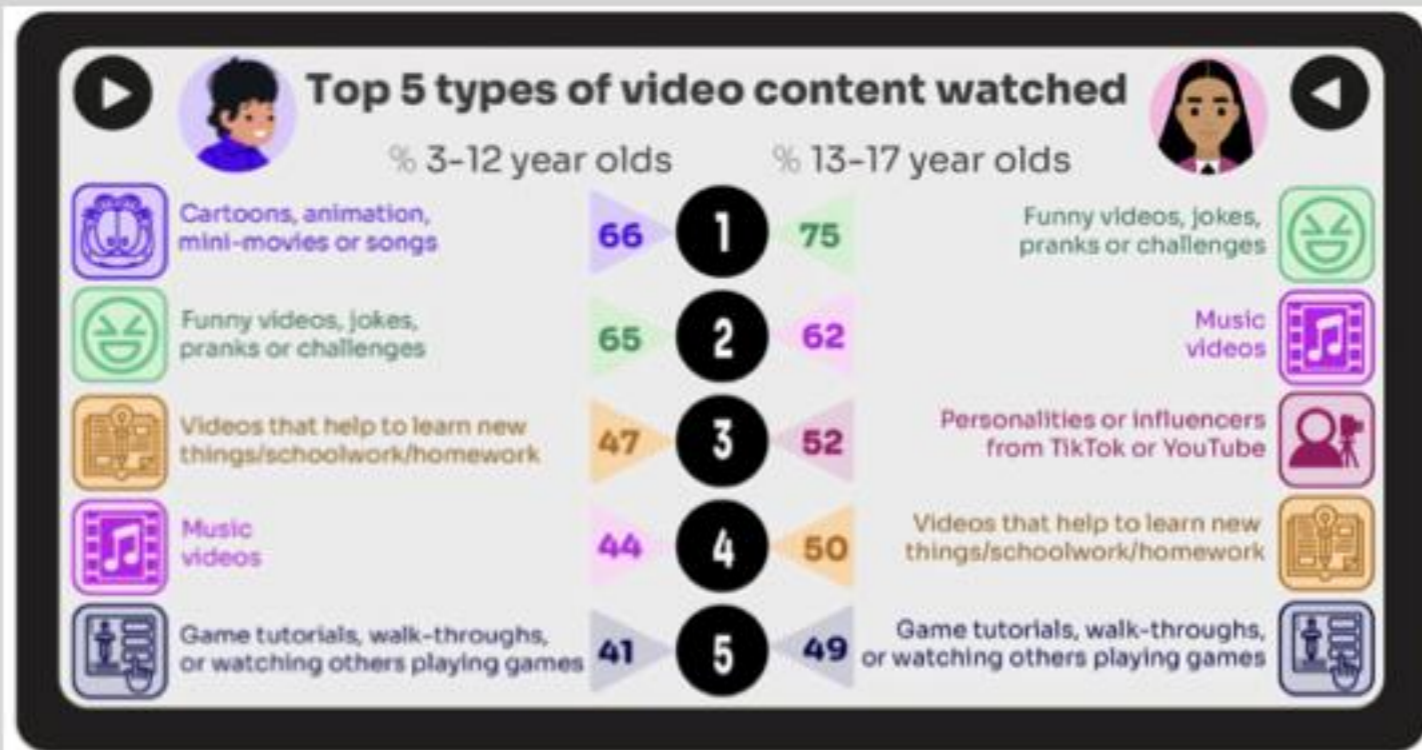 Top 5 types of video content watched
% 3-12 year olds
% 13-17 year olds
Cartoons, animation,
mini-movies or songs
66
1
75
Funny videos, jokes,
pranks or challenges
Funny videos, jokes,
pranks or challenges
65
2
62
Music
videos
Videos that help to learn new
things/schoolwork/homework
47
3
52
Personalities or influencers
from TikTok or YouTube
Music
videos
44
4
50
Videos that help to learn new
things/schoolwork/homework
Game tutorials, walk-throughs,
or watching others playing games
41
5
49
Game tutorials, walk-throughs,
or watching others playing games